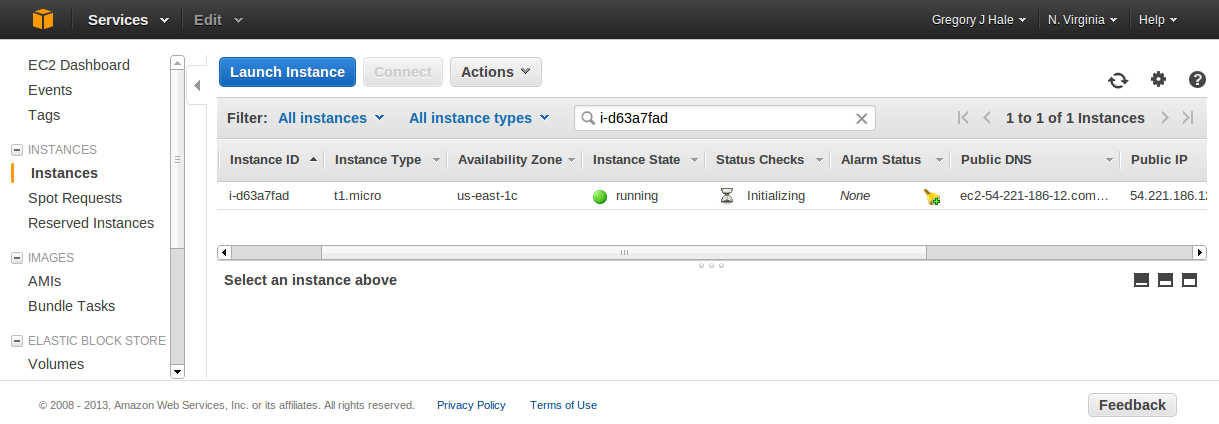 Services Edit Gregory J Hale N. Virginia Help
EC2 Dashboard
Events
Tags
INSTANCES
Instances
Spot Requests
Reserved Instances
IMAGES
AMIs
Bundle Tasks
ELASTIC BLOCK STORE
Volumes
Launch Instance Connect Actions
Filter: All instances All instance types i-d63a7fad 1 to 1 of 1 Instances
Instance ID Instance Type Availability Zone Instance State Status Checks Alarm Status Public DNS Public IP
i-d63a7fad t1.micro us-east-1c running Initializing None ec2-54-221-186-12.com… 54.221.186.12
Select an instance above
© 2008 - 2013, Amazon Web Services, Inc. or its affiliates. All rights reserved. Privacy Policy Terms of Use Feedback